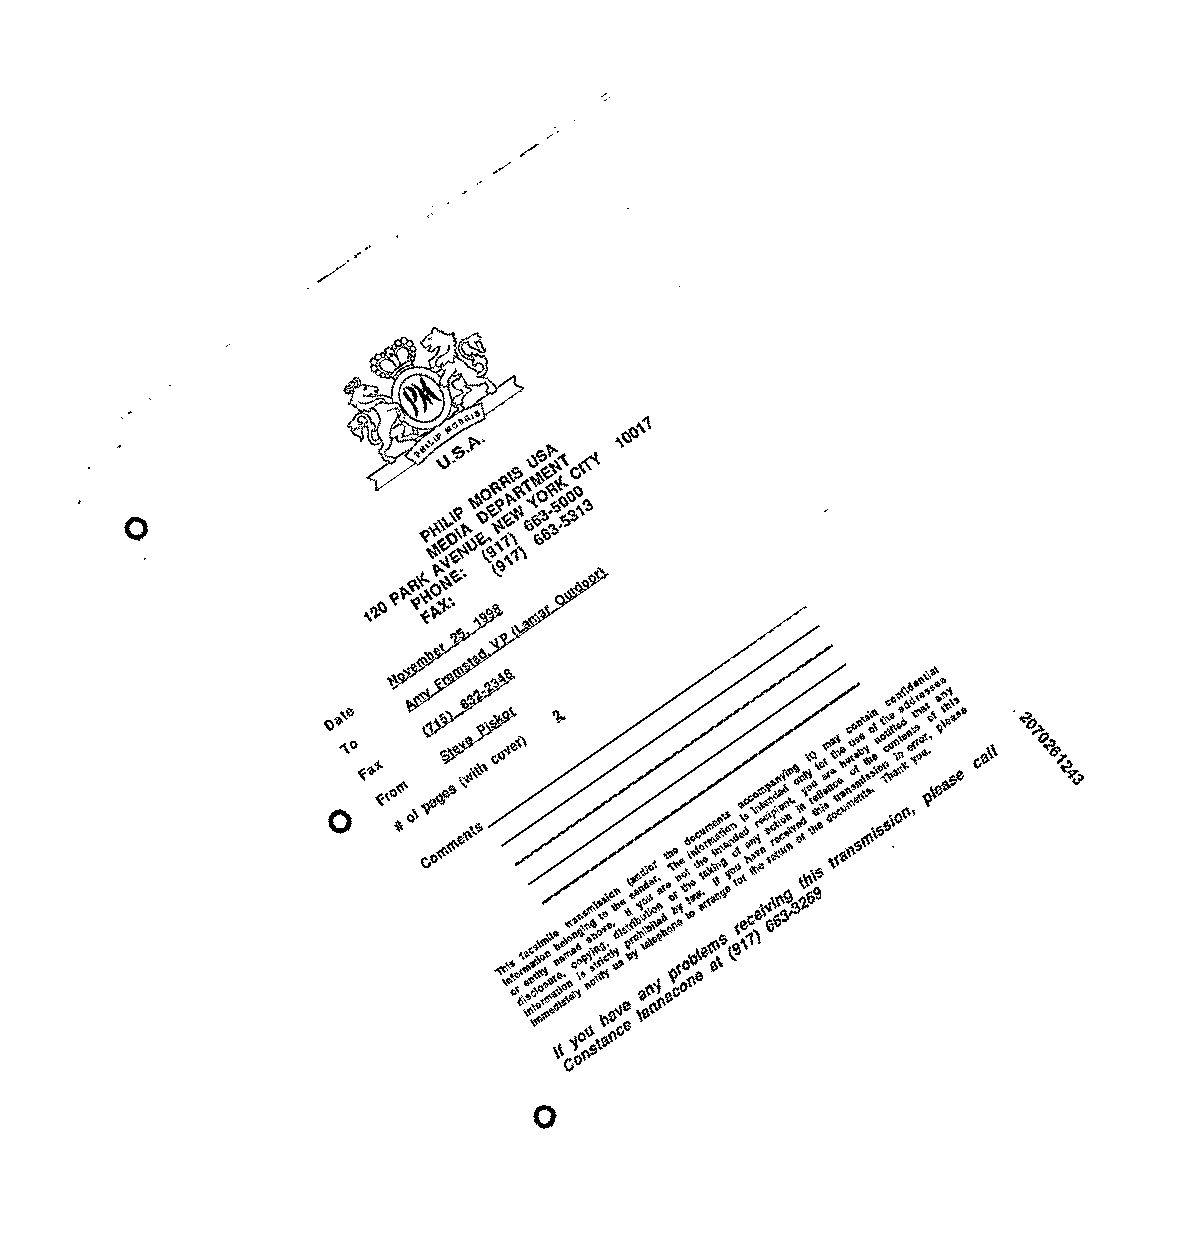 PM
PHILIP MORRIS
U.S.A.
PHILIP MORRIS USA
MEDIA DEPARTMENT
120 PARK AVENUE, NEW YORK CITY 10017
PHONE: (917) 663-5000
FAX: (917) 663-5313
Date November 25, 1998
To Amy Framstad, VP (Lamar Outdoor)
Fax (715) 832-2348
From Steve Piskor
# of pages (with cover) 2
Comments
This facsimile transmission (and/or the documents accompanying it) may contain confidential
information belonging to the sender. The information is intended only for the use of the addressee
or entity named above. If you are not the intended recipient, you are hereby notified that any
disclosure, copying, distribution or the taking of any action in reliance of the contents of this
information is strictly prohibited by law. If you have received this transmission in error, please
immediately notify us by telephone to arrange for the return of the documents. Thank you.
If you have any problems receiving this transmission, please call
Constance Iannacone at (917) 663-3269
2070261243